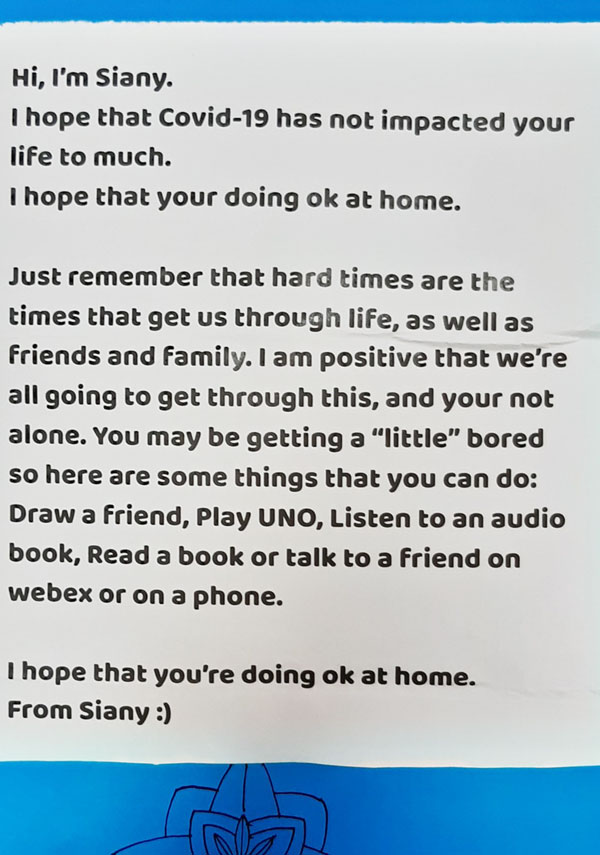 Hi, I'm Siany.
I hope that Covid-19 has not impacted your
life to much.
I hope that your doing ok at home.
Just remember that hard times are the
times that get us through life, as well as
friends and family. I am positive that we're
all going to get through this, and your not
alone. You may be getting a “little” bored
so here are some things that you can do:
Draw a friend, Play UNO, Listen to an audio
book, Read a book or talk to a friend on
webex or on a phone.
I hope that you're doing ok at home.
From Siany :)